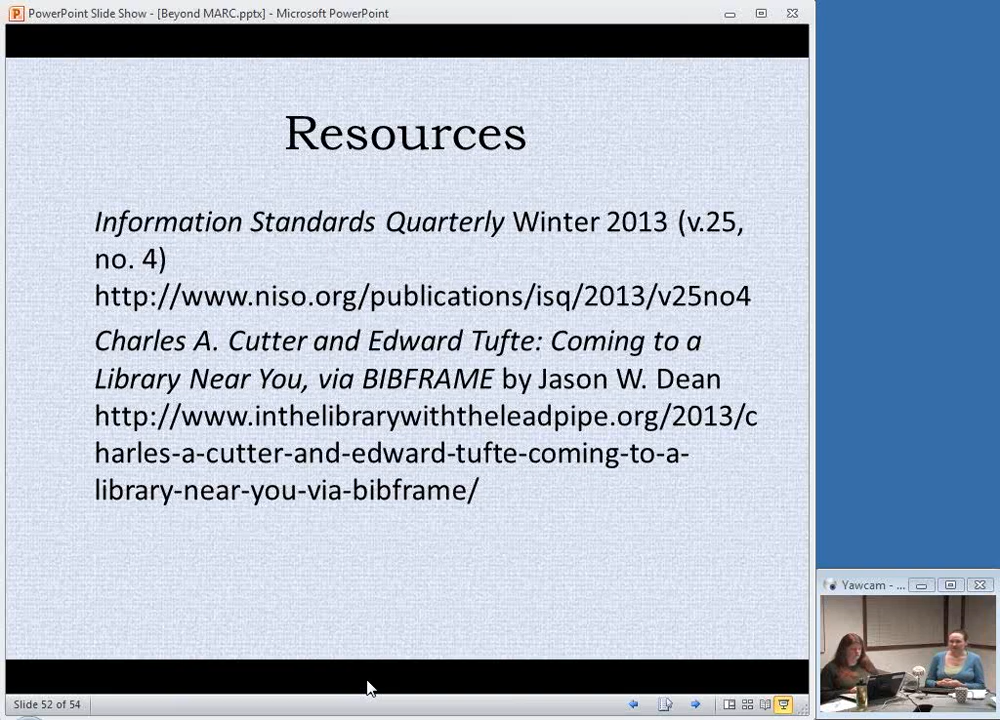 PowerPoint Slide Show - [Beyond MARC.pptx] - Microsoft PowerPoint
Resources
Information Standards Quarterly Winter 2013 (v.25,
no. 4)
http://www.niso.org/publications/isq/2013/v25no4
Charles A. Cutter and Edward Tufte: Coming to a
Library Near You, via BIBFRAME by Jason W. Dean
http://www.inthelibrarywiththeleadpipe.org/2013/c
harles-a-cutter-and-edward-tufte-coming-to-a-
library-near-you-via-bibframe/
Yawcam - ...
Slide 52 of 54